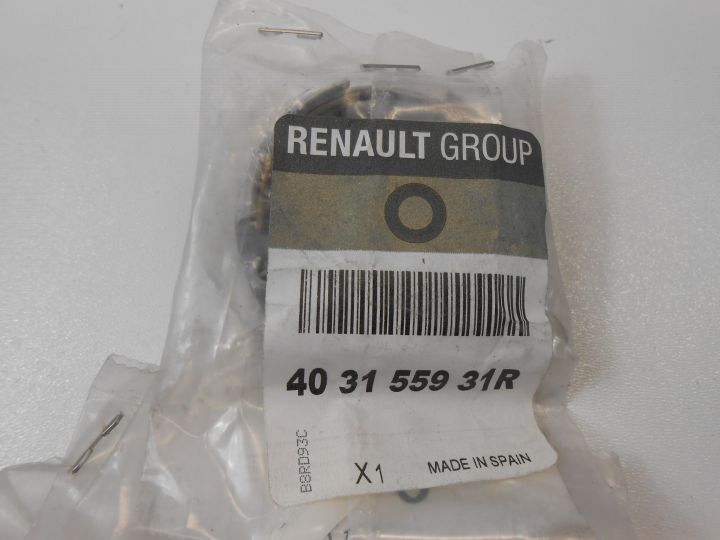 RENAULT GROUP
40 31 559 31R
B8RD93C
X1
MADE IN SPAIN